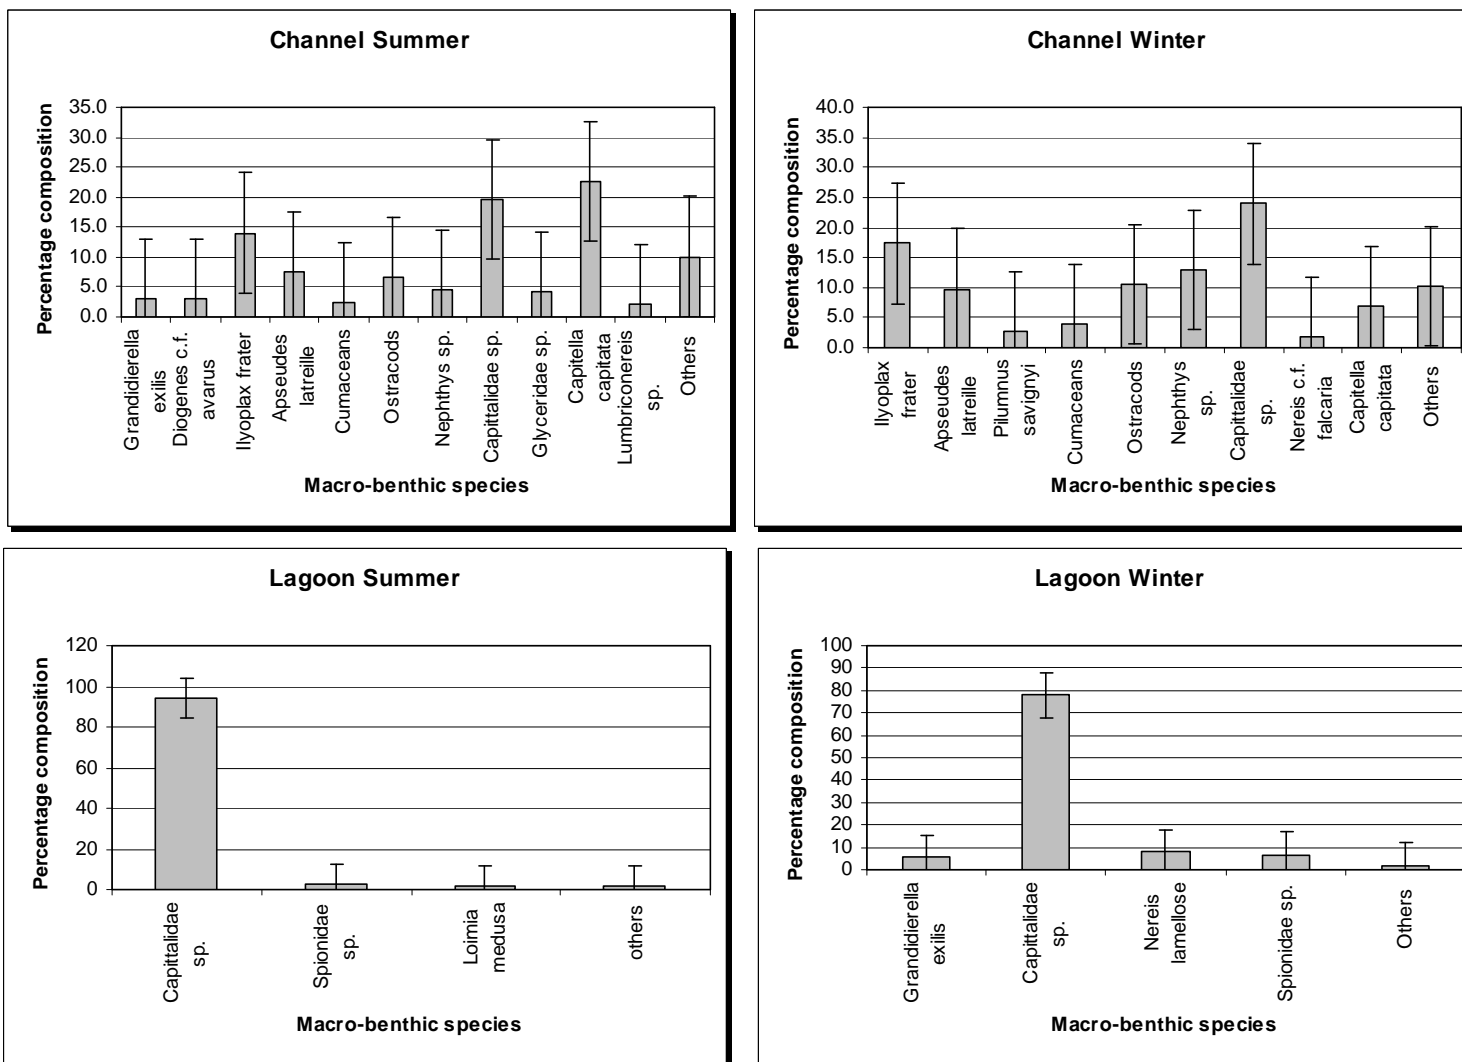 Channel Summer
Percentage composition
35.0
30.0
25.0
20.0
15.0
10.0
5.0
0.0
Grandidierella
exilis
Diogenes c.f.
avarus
Ilyoplax frater
Apseudes
latreille
Cumaceans
Ostracods
Nephthys sp.
Capittalidae sp.
Glyceridae sp.
Capitella
capitata
Lumbriconereis
sp.
Others
Macro-benthic species
Channel Winter
Percentage composition
40.0
35.0
30.0
25.0
20.0
15.0
10.0
5.0
0.0
Ilyoplax
frater
Apseudes
latreille
Pilumnus
savignyi
Cumaceans
Ostracods
Nephthys
sp.
Capittalidae
sp.
Nereis c.f.
falcaria
Capitella
capitata
Others
Macro-benthic species
Lagoon Summer
Percentage composition
120
100
80
60
40
20
0
Capittalidae
sp.
Spionidae
sp.
Loimia
medusa
others
Macro-benthic species
Lagoon Winter
Percentage composition
100
90
80
70
60
50
40
30
20
10
0
Grandidierella
exilis
Capittalidae
sp.
Nereis
lamellose
Spionidae sp.
Others
Macro-benthic species